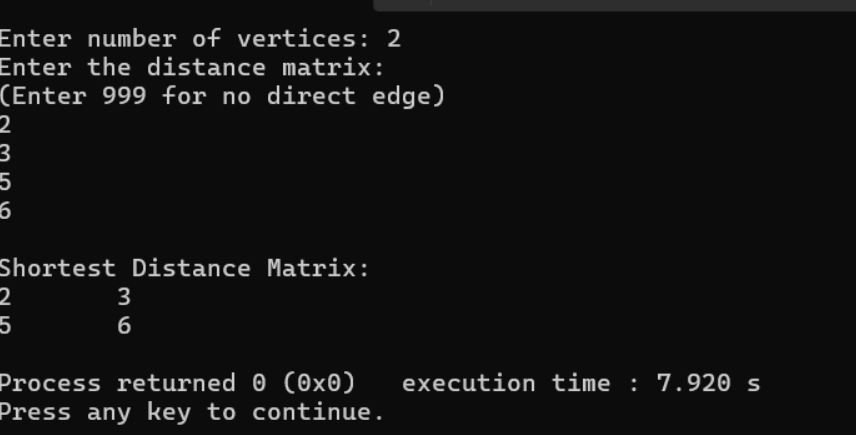 Enter number of vertices: 2
Enter the distance matrix:
(Enter 999 for no direct edge)
2
3
5
6
Shortest Distance Matrix:
2       3
5       6
Process returned 0 (0x0)   execution time : 7.920 s
Press any key to continue.